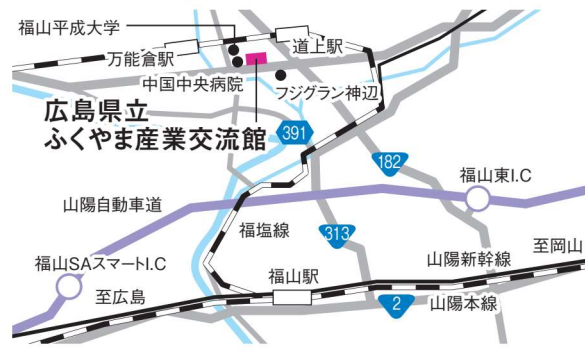 福山平成大学
道上駅
万能倉駅
中国中央病院
フジグラン神辺
広島県立
ふくやま産業交流館
391
182
福山東I.C
山陽自動車道
福塩線
313
至岡山
福山SAスマートI.C
福山駅
山陽新幹線
至広島
2
山陽本線